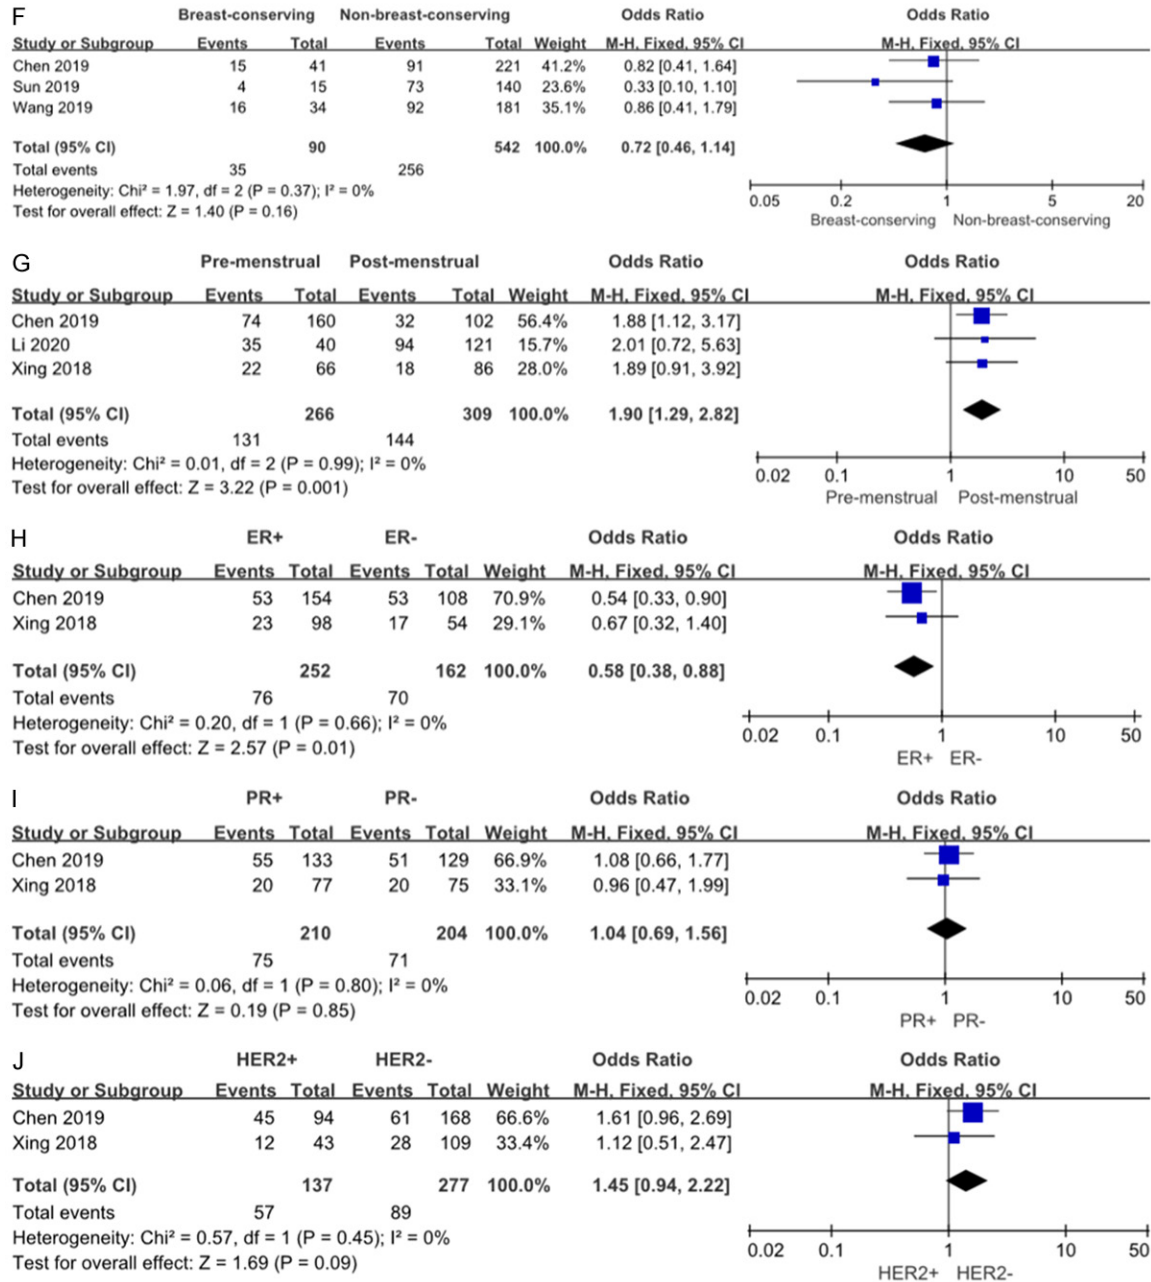 F
Breast-conserving Non-breast-conserving Odds Ratio Odds Ratio
Study or Subgroup Events Total Events Total Weight M-H, Fixed, 95% CI M-H, Fixed, 95% CI
Chen 2019 15 41 91 221 41.2% 0.82 [0.41, 1.64]
Sun 2019 4 15 73 140 23.6% 0.33 [0.10, 1.10]
Wang 2019 16 34 92 181 35.1% 0.86 [0.41, 1.79]
Total (95% CI) 90 542 100.0% 0.72 [0.46, 1.14]
Total events 35 256
Heterogeneity: Chi² = 1.97, df = 2 (P = 0.37); I² = 0%
Test for overall effect: Z = 1.40 (P = 0.16)
0.05 0.2 1 5 20
Breast-conserving Non-breast-conserving
G
Pre-menstrual Post-menstrual Odds Ratio Odds Ratio
Study or Subgroup Events Total Events Total Weight M-H, Fixed, 95% CI M-H, Fixed, 95% CI
Chen 2019 74 160 32 102 56.4% 1.88 [1.12, 3.17]
Li 2020 35 40 94 121 15.7% 2.01 [0.72, 5.63]
Xing 2018 22 66 18 86 28.0% 1.89 [0.91, 3.92]
Total (95% CI) 266 309 100.0% 1.90 [1.29, 2.82]
Total events 131 144
Heterogeneity: Chi² = 0.01, df = 2 (P = 0.99); I² = 0%
Test for overall effect: Z = 3.22 (P = 0.001)
0.02 0.1 1 10 50
Pre-menstrual Post-menstrual
H
ER+ ER- Odds Ratio Odds Ratio
Study or Subgroup Events Total Events Total Weight M-H, Fixed, 95% CI M-H, Fixed, 95% CI
Chen 2019 53 154 53 108 70.9% 0.54 [0.33, 0.90]
Xing 2018 23 98 17 54 29.1% 0.67 [0.32, 1.40]
Total (95% CI) 252 162 100.0% 0.58 [0.38, 0.88]
Total events 76 70
Heterogeneity: Chi² = 0.20, df = 1 (P = 0.66); I² = 0%
Test for overall effect: Z = 2.57 (P = 0.01)
0.02 0.1 1 10 50
ER+ ER-
I
PR+ PR- Odds Ratio Odds Ratio
Study or Subgroup Events Total Events Total Weight M-H, Fixed, 95% CI M-H, Fixed, 95% CI
Chen 2019 55 133 51 129 66.9% 1.08 [0.66, 1.77]
Xing 2018 20 77 20 75 33.1% 0.96 [0.47, 1.99]
Total (95% CI) 210 204 100.0% 1.04 [0.69, 1.56]
Total events 75 71
Heterogeneity: Chi² = 0.06, df = 1 (P = 0.80); I² = 0%
Test for overall effect: Z = 0.19 (P = 0.85)
0.02 0.1 1 10 50
PR+ PR-
J
HER2+ HER2- Odds Ratio Odds Ratio
Study or Subgroup Events Total Events Total Weight M-H, Fixed, 95% CI M-H, Fixed, 95% CI
Chen 2019 45 94 61 168 66.6% 1.61 [0.96, 2.69]
Xing 2018 12 43 28 109 33.4% 1.12 [0.51, 2.47]
Total (95% CI) 137 277 100.0% 1.45 [0.94, 2.22]
Total events 57 89
Heterogeneity: Chi² = 0.57, df = 1 (P = 0.45); I² = 0%
Test for overall effect: Z = 1.69 (P = 0.09)
0.02 0.1 1 10 50
HER2+ HER2-